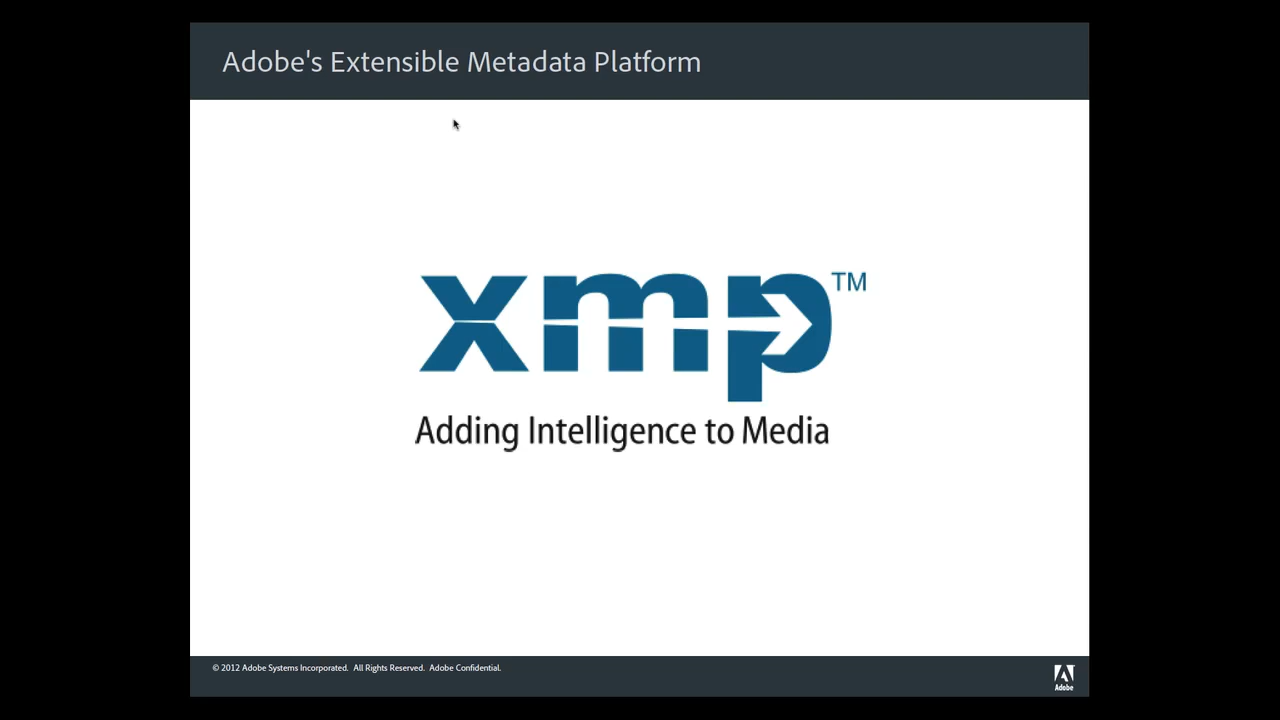 Adobe's Extensible Metadata Platform
xmp™
Adding Intelligence to Media
© 2012 Adobe Systems Incorporated. All Rights Reserved. Adobe Confidential.
Adobe